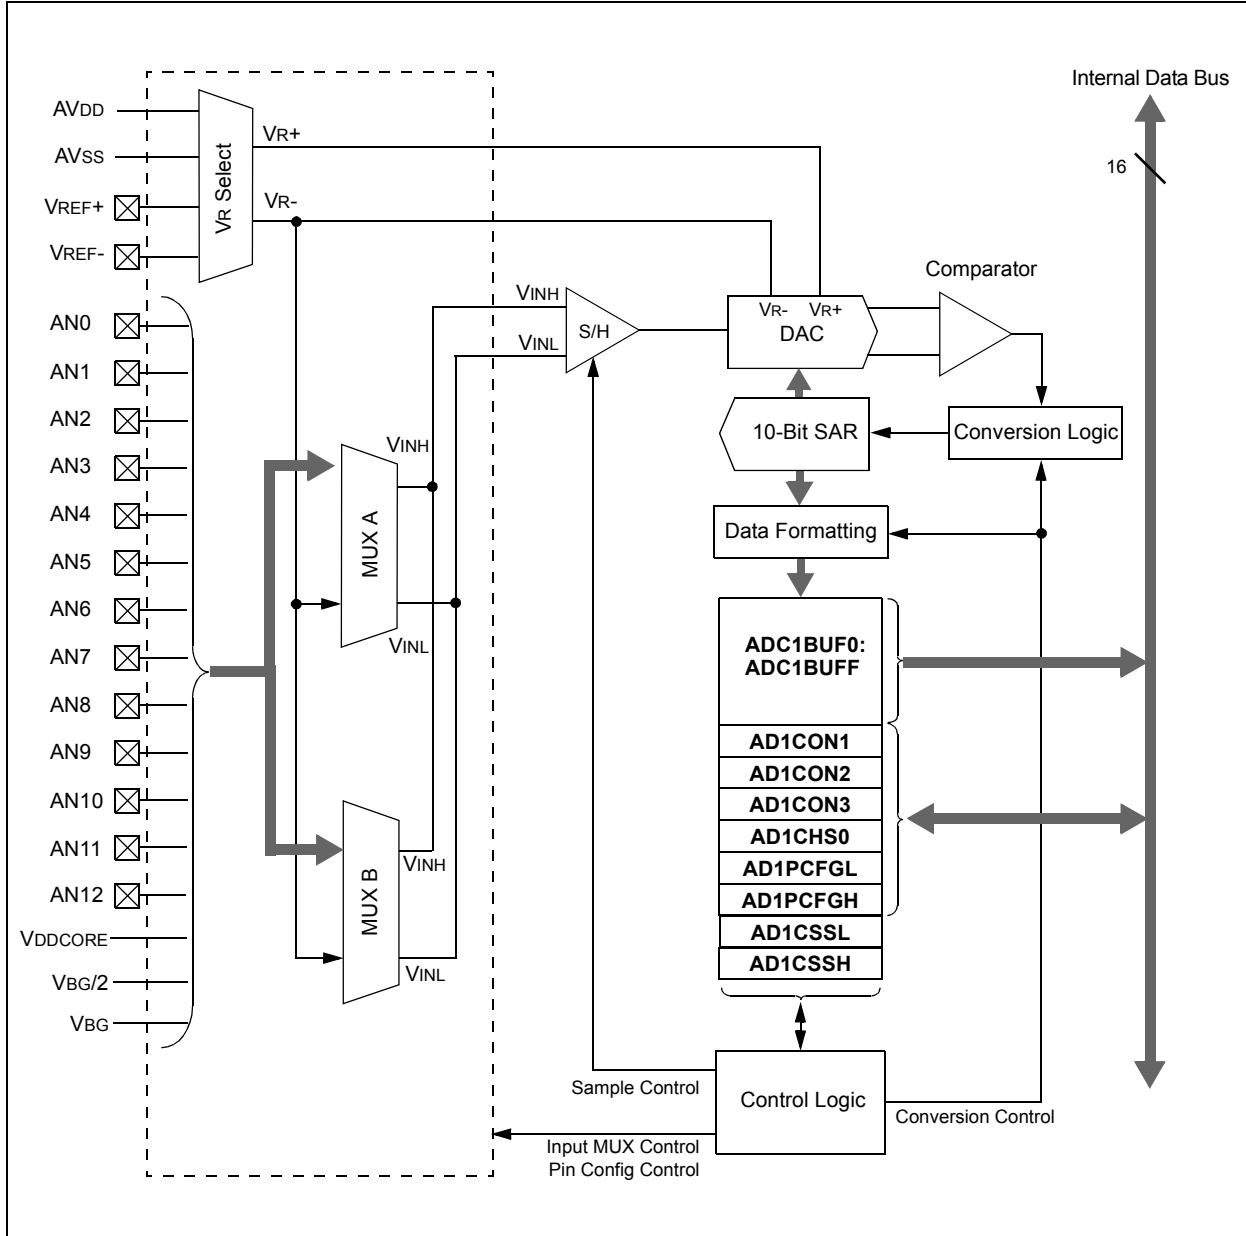 Internal Data Bus
16
AVDD
AVSS
VREF+
VREF-
VR Select
VR+
VR-
AN0
AN1
AN2
AN3
AN4
AN5
AN6
AN7
AN8
AN9
AN10
AN11
AN12
VDDCORE
VBG/2
VBG
MUX A
VINH
VINL
MUX B
VINH
VINL
VINH
VINL
S/H
VR- VR+
DAC
Comparator
10-Bit SAR
Conversion Logic
Data Formatting
ADC1BUF0:
ADC1BUFF
AD1CON1
AD1CON2
AD1CON3
AD1CHS0
AD1PCFGL
AD1PCFGH
AD1CSSL
AD1CSSH
Control Logic
Sample Control
Input MUX Control
Pin Config Control
Conversion Control